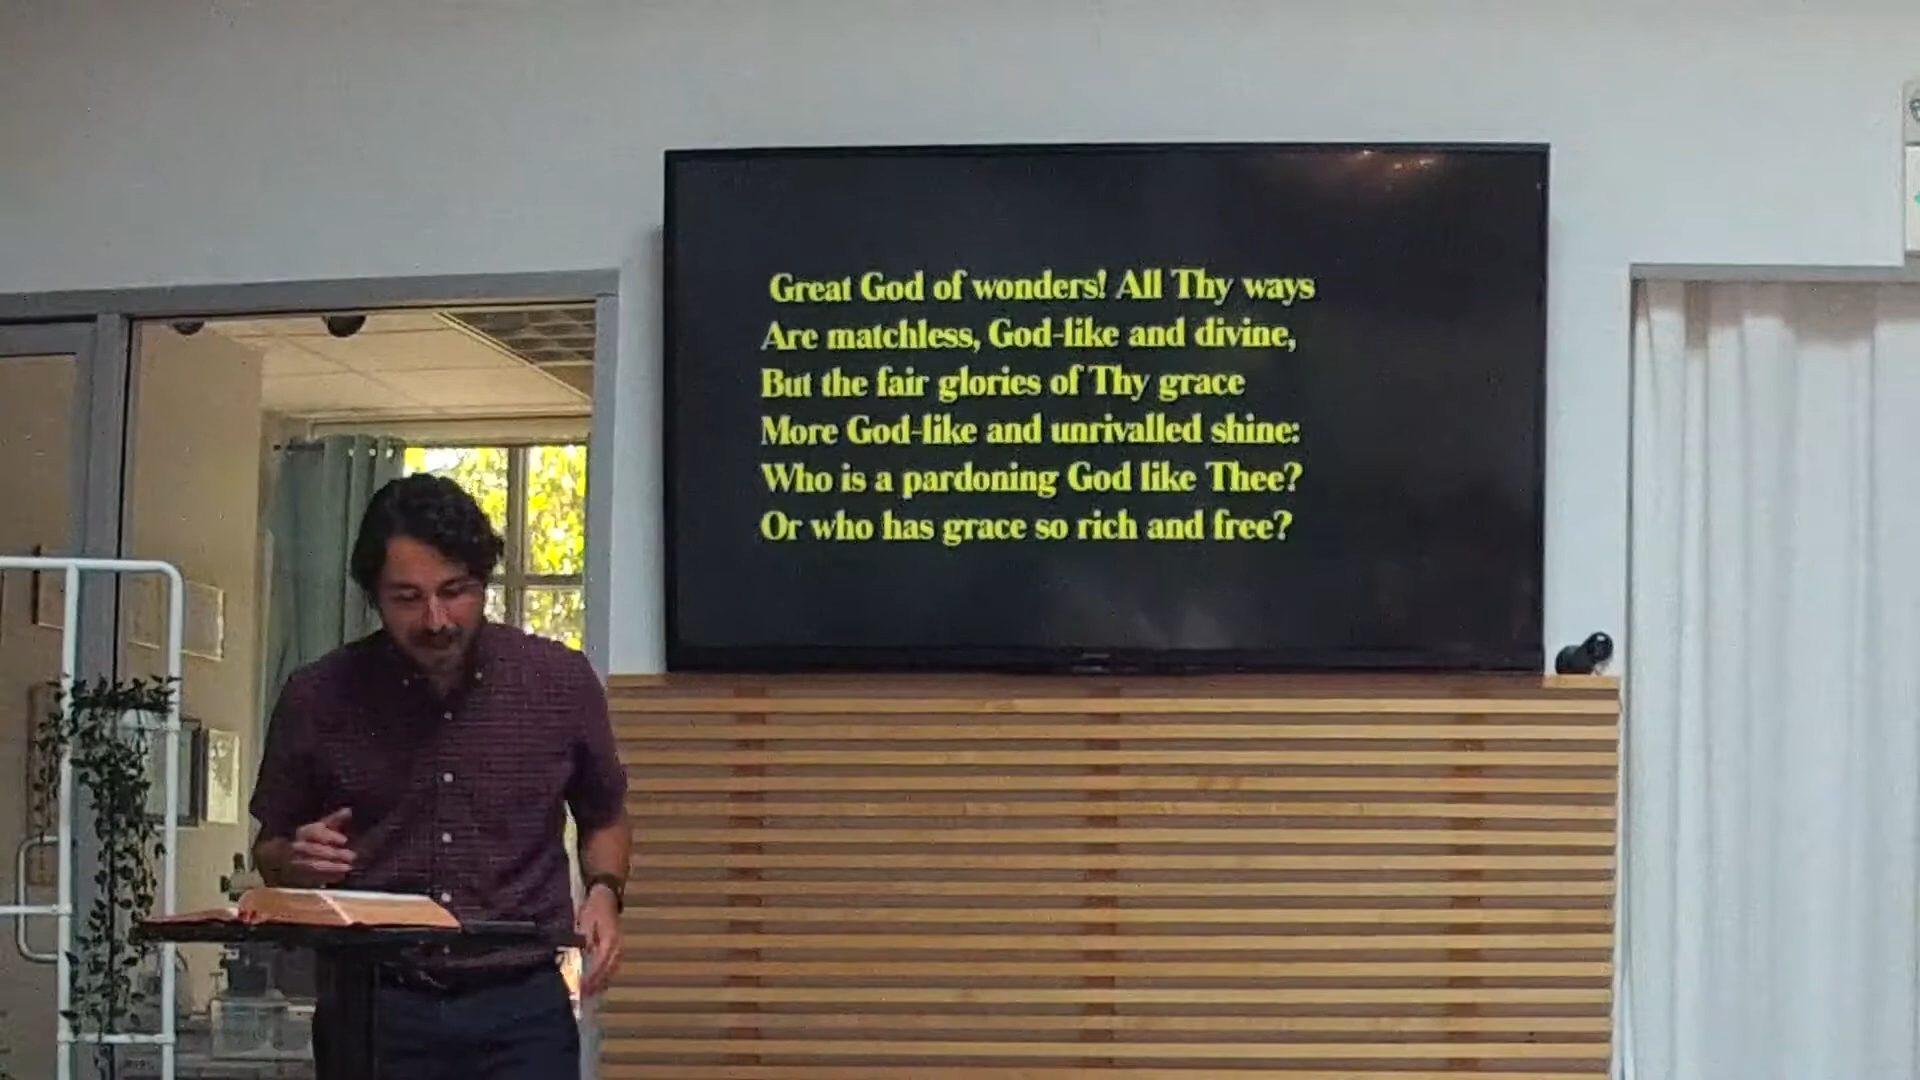 Great God of wonders! All Thy ways
Are matchless, God-like and divine,
But the fair glories of Thy grace
More God-like and unrivalled shine:
Who is a pardoning God like Thee?
Or who has grace so rich and free?